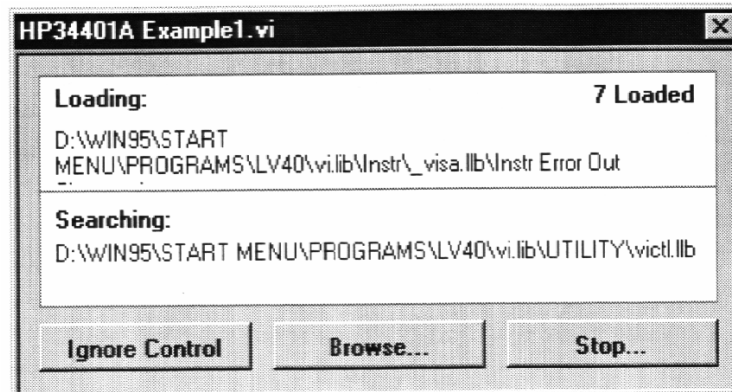 HP34401A Example1.vi
Loading:
7 Loaded
D:\WIN95\START
MENU\PROGRAMS\LV40\vi.lib\Instr\_visa.llb\Instr Error Out
Searching:
D:\WIN95\START MENU\PROGRAMS\LV40\vi.lib\UTILITY\victl.llb
Ignore Control
Browse...
Stop...